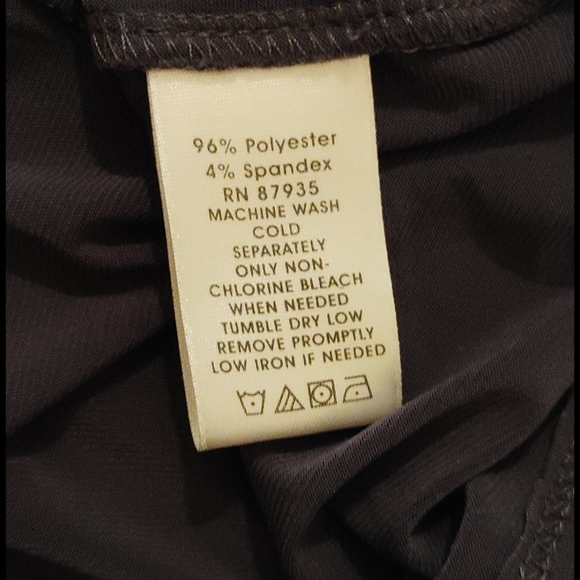 96% Polyester
4% Spandex
RN 87935
MACHINE WASH
COLD
SEPARATELY
ONLY NON-
CHLORINE BLEACH
WHEN NEEDED
TUMBLE DRY LOW
REMOVE PROMPTLY
LOW IRON IF NEEDED